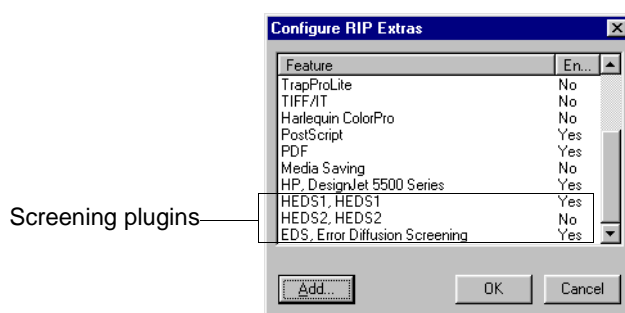 Configure RIP Extras
Feature En...
TrapProLite No
TIFF/IT No
Harlequin ColorPro No
PostScript Yes
PDF Yes
Media Saving No
HP, DesignJet 5500 Series Yes
HEDS1, HEDS1 Yes
HEDS2, HEDS2 No
EDS, Error Diffusion Screening Yes
Screening plugins
Add... OK Cancel